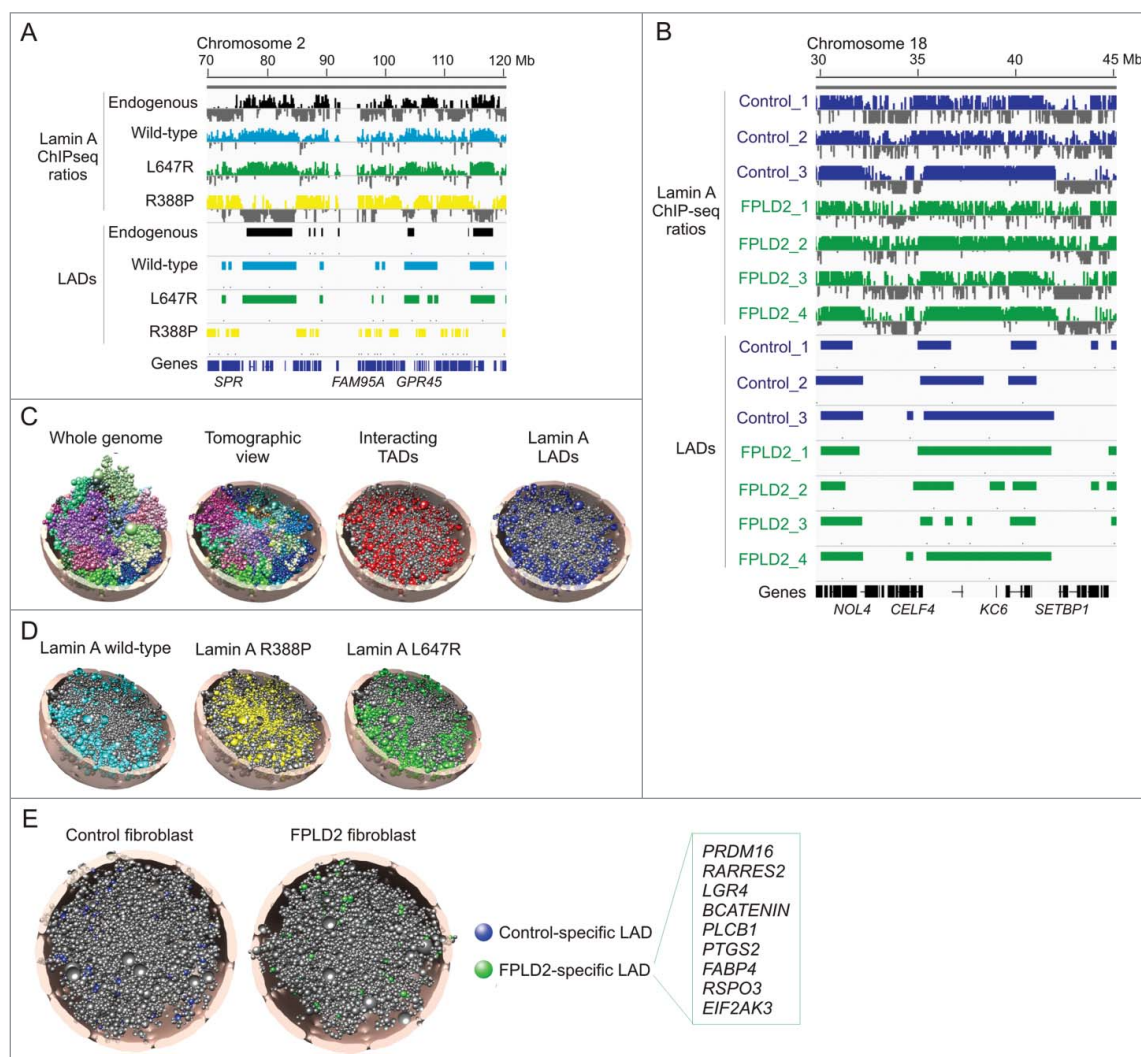 A
Chromosome 2
70 80 90 100 110 120 Mb
Lamin A
ChIPseq
ratios
Endogenous
Wild-type
L647R
R388P
LADs
Endogenous
Wild-type
L647R
R388P
Genes
SPR FAM95A GPR45
B
Chromosome 18
30 35 40 45 Mb
Lamin A
ChIP-seq
ratios
Control_1
Control_2
Control_3
FPLD2_1
FPLD2_2
FPLD2_3
FPLD2_4
LADs
Control_1
Control_2
Control_3
FPLD2_1
FPLD2_2
FPLD2_3
FPLD2_4
Genes
NOL4 CELF4 KC6 SETBP1
C
Whole genome
Tomographic
view
Interacting
TADs
Lamin A
LADs
D
Lamin A wild-type
Lamin A R388P
Lamin A L647R
E
Control fibroblast
FPLD2 fibroblast
Control-specific LAD
FPLD2-specific LAD
PRDM16
RARRES2
LGR4
BCATENIN
PLCB1
PTGS2
FABP4
RSPO3
EIF2AK3